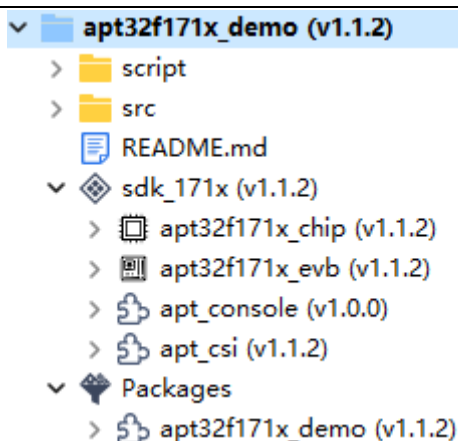 apt32f171x_demo (v1.1.2)
script
src
README.md
sdk_171x (v1.1.2)
apt32f171x_chip (v1.1.2)
apt32f171x_evb (v1.1.2)
apt_console (v1.0.0)
apt_csi (v1.1.2)
Packages
apt32f171x_demo (v1.1.2)